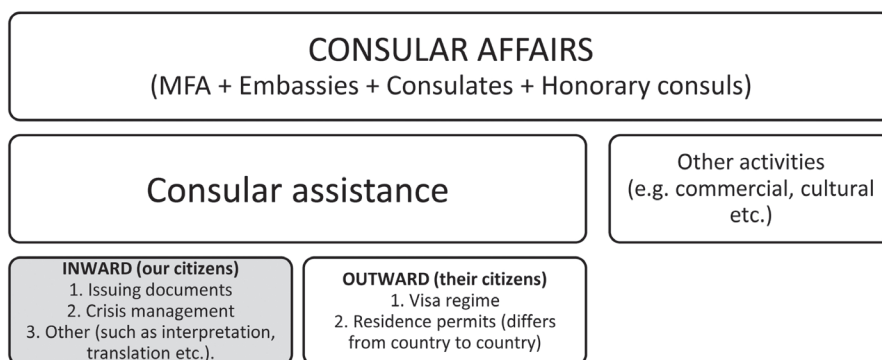 CONSULAR AFFAIRS
(MFA + Embassies + Consulates + Honorary consuls)
Consular assistance
Other activities
(e.g. commercial, cultural
etc.)
INWARD (our citizens)
1. Issuing documents
2. Crisis management
3. Other (such as interpretation,
translation etc.).
OUTWARD (their citizens)
1. Visa regime
2. Residence permits (differs
from country to country)